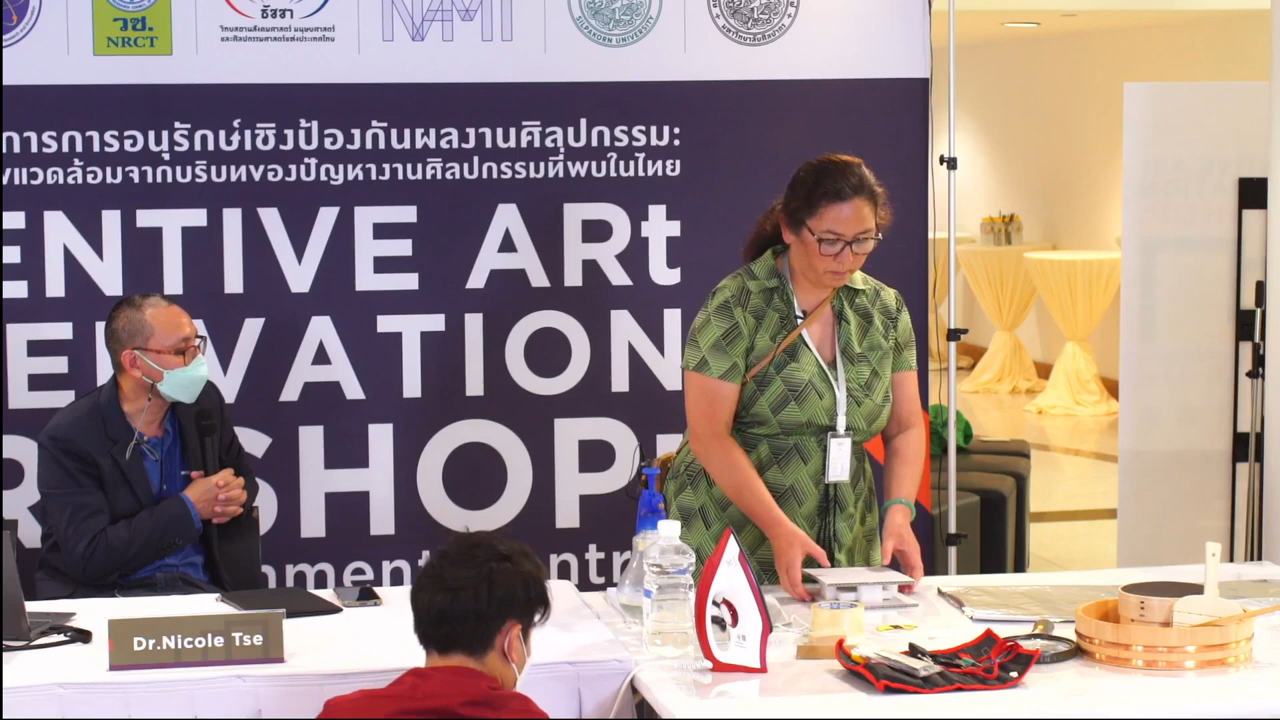 วช.
NRCT
ธัชชา
วิทยสถานสังคมศาสตร์ มนุษยศาสตร์
และศิลปกรรมศาสตร์แห่งประเทศไทย
SILPAKORN UNIVERSITY
การการอนุรักษ์เชิงป้องกันผลงานศิลปกรรม:
แวดล้อมจากบริบทของปัญหางานศิลปกรรมที่พบในไทย
ENTIVE ARt
VATION
SHOP
nment
Dr.Nicole Tse